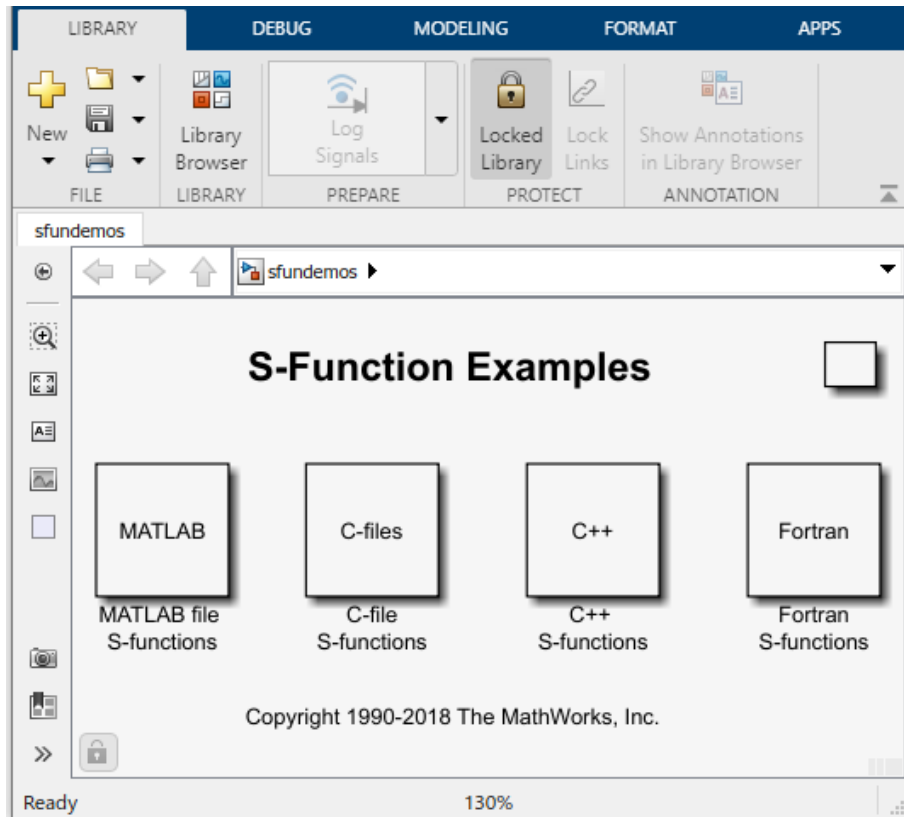 LIBRARY DEBUG MODELING FORMAT APPS
New
Library
Browser
Log
Signals
Locked
Library
Lock
Links
Show Annotations
in Library Browser
FILE LIBRARY PREPARE PROTECT ANNOTATION
sfundemos
sfundemos
S-Function Examples
MATLAB C-files C++ Fortran
MATLAB file
S-functions
C-file
S-functions
C++
S-functions
Fortran
S-functions
Copyright 1990-2018 The MathWorks, Inc.
Ready 130%